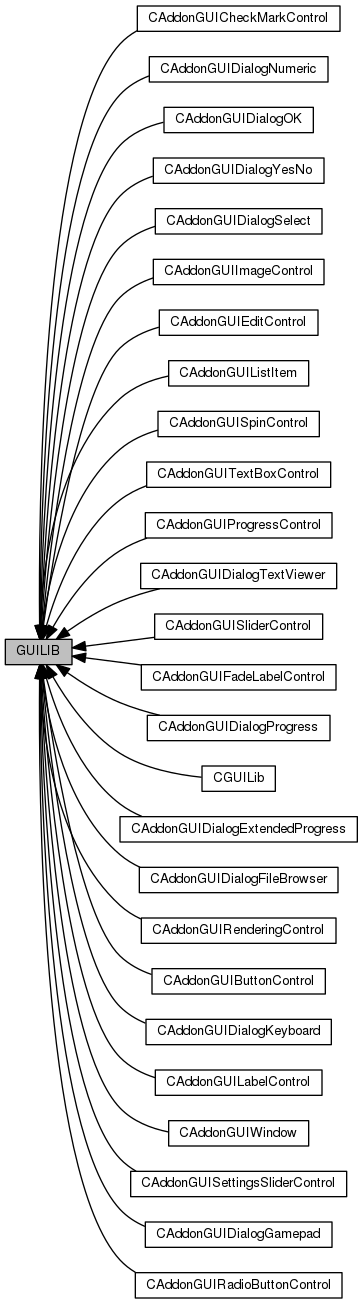 CAddonGUICheckMarkControl
CAddonGUIDialogNumeric
CAddonGUIDialogOK
CAddonGUIDialogYesNo
CAddonGUIDialogSelect
CAddonGUIImageControl
CAddonGUIEditControl
CAddonGUIListItem
CAddonGUISpinControl
CAddonGUITextBoxControl
CAddonGUIProgressControl
CAddonGUIDialogTextViewer
CAddonGUISliderControl
GUILIB
CAddonGUIFadeLabelControl
CAddonGUIDialogProgress
CGUILib
CAddonGUIDialogExtendedProgress
CAddonGUIDialogFileBrowser
CAddonGUIRenderingControl
CAddonGUIButtonControl
CAddonGUIDialogKeyboard
CAddonGUILabelControl
CAddonGUIWindow
CAddonGUISettingsSliderControl
CAddonGUIDialogGamepad
CAddonGUIRadioButtonControl